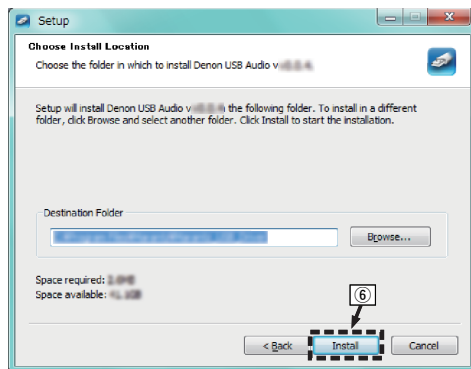 Setup
Choose Install Location
Choose the folder in which to install Denon USB Audio
Setup will install Denon USB Audio the following folder. To install in a different
folder, click Browse and select another folder. Click Install to start the installation.
Destination Folder
Browse...
Space required:
Space available:
⑥
< Back Install Cancel